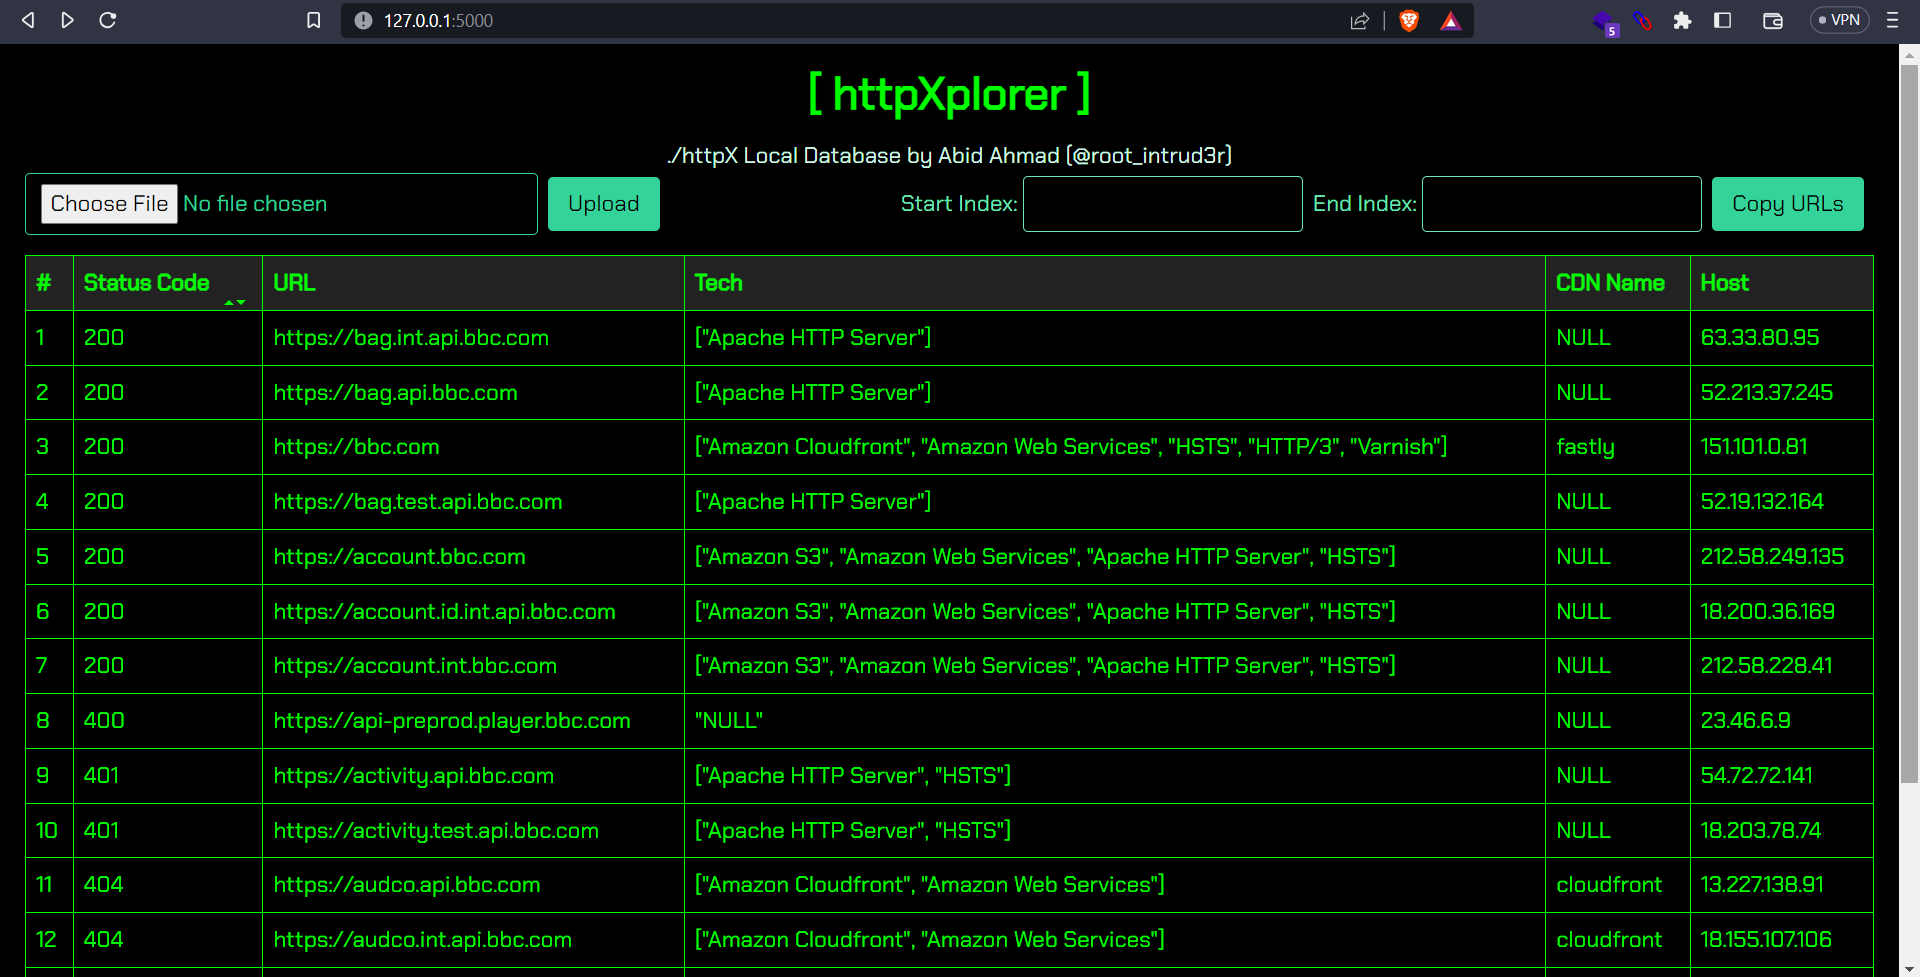 127.0.0.1:5000
5
VPN
[ httpXplorer ]
./httpX Local Database by Abid Ahmad (@root_intrud3r)
Choose File No file chosen Upload Start Index: End Index: Copy URLs
# Status Code URL Tech CDN Name Host
1 200 https://bag.int.api.bbc.com ["Apache HTTP Server"] NULL 63.33.80.95
2 200 https://bag.api.bbc.com ["Apache HTTP Server"] NULL 52.213.37.245
3 200 https://bbc.com ["Amazon Cloudfront", "Amazon Web Services", "HSTS", "HTTP/3", "Varnish"] fastly 151.101.0.81
4 200 https://bag.test.api.bbc.com ["Apache HTTP Server"] NULL 52.19.132.164
5 200 https://account.bbc.com ["Amazon S3", "Amazon Web Services", "Apache HTTP Server", "HSTS"] NULL 212.58.249.135
6 200 https://account.id.int.api.bbc.com ["Amazon S3", "Amazon Web Services", "Apache HTTP Server", "HSTS"] NULL 18.200.36.169
7 200 https://account.int.bbc.com ["Amazon S3", "Amazon Web Services", "Apache HTTP Server", "HSTS"] NULL 212.58.228.41
8 400 https://api-preprod.player.bbc.com "NULL" NULL 23.46.6.9
9 401 https://activity.api.bbc.com ["Apache HTTP Server", "HSTS"] NULL 54.72.72.141
10 401 https://activity.test.api.bbc.com ["Apache HTTP Server", "HSTS"] NULL 18.203.78.74
11 404 https://audco.api.bbc.com ["Amazon Cloudfront", "Amazon Web Services"] cloudfront 13.227.138.91
12 404 https://audco.int.api.bbc.com ["Amazon Cloudfront", "Amazon Web Services"] cloudfront 18.155.107.106